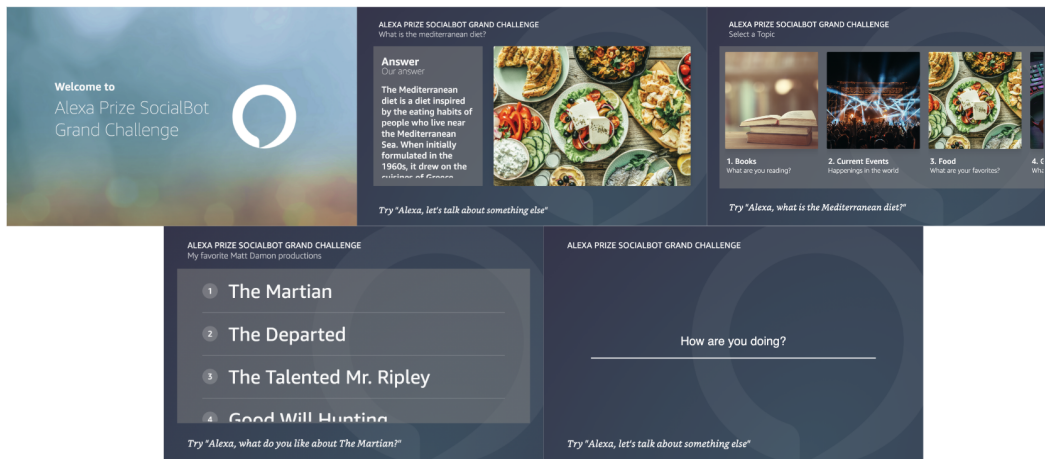 Welcome to
Alexa Prize SocialBot
Grand Challenge
ALEXA PRIZE SOCIALBOT GRAND CHALLENGE
What is the mediterranean diet?
Answer
Our answer
The Mediterranean
diet is a diet inspired
by the eating habits of
people who live near
the Mediterranean
Sea. When initially
formulated in the
1960s, it drew on the
cuisines of Greece
Try "Alexa, let's talk about something else"
ALEXA PRIZE SOCIALBOT GRAND CHALLENGE
Select a Topic
1. Books
What are you reading?
2. Current Events
Happenings in the world
3. Food
What are your favorites?
4.
Try "Alexa, what is the Mediterranean diet?"
ALEXA PRIZE SOCIALBOT GRAND CHALLENGE
My favorite Matt Damon productions
1 The Martian
2 The Departed
3 The Talented Mr. Ripley
4 Good Will Hunting
Try "Alexa, what do you like about The Martian?"
ALEXA PRIZE SOCIALBOT GRAND CHALLENGE
How are you doing?
Try "Alexa, let's talk about something else"